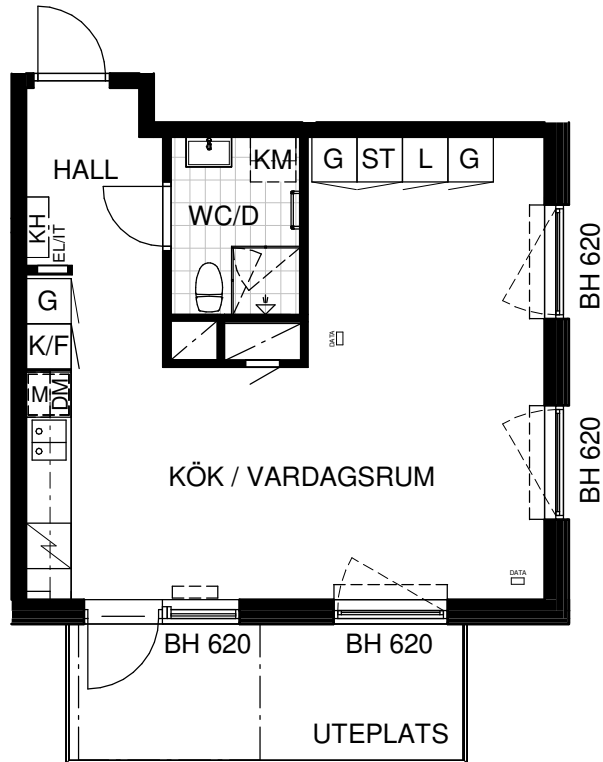 HALL
KM
G ST L G
WC/D
KH
EL/IT
BH 620
G
K/F
DATA
M DM
BH 620
KÖK / VARDAGSRUM
DATA
BH 620
BH 620
UTEPLATS